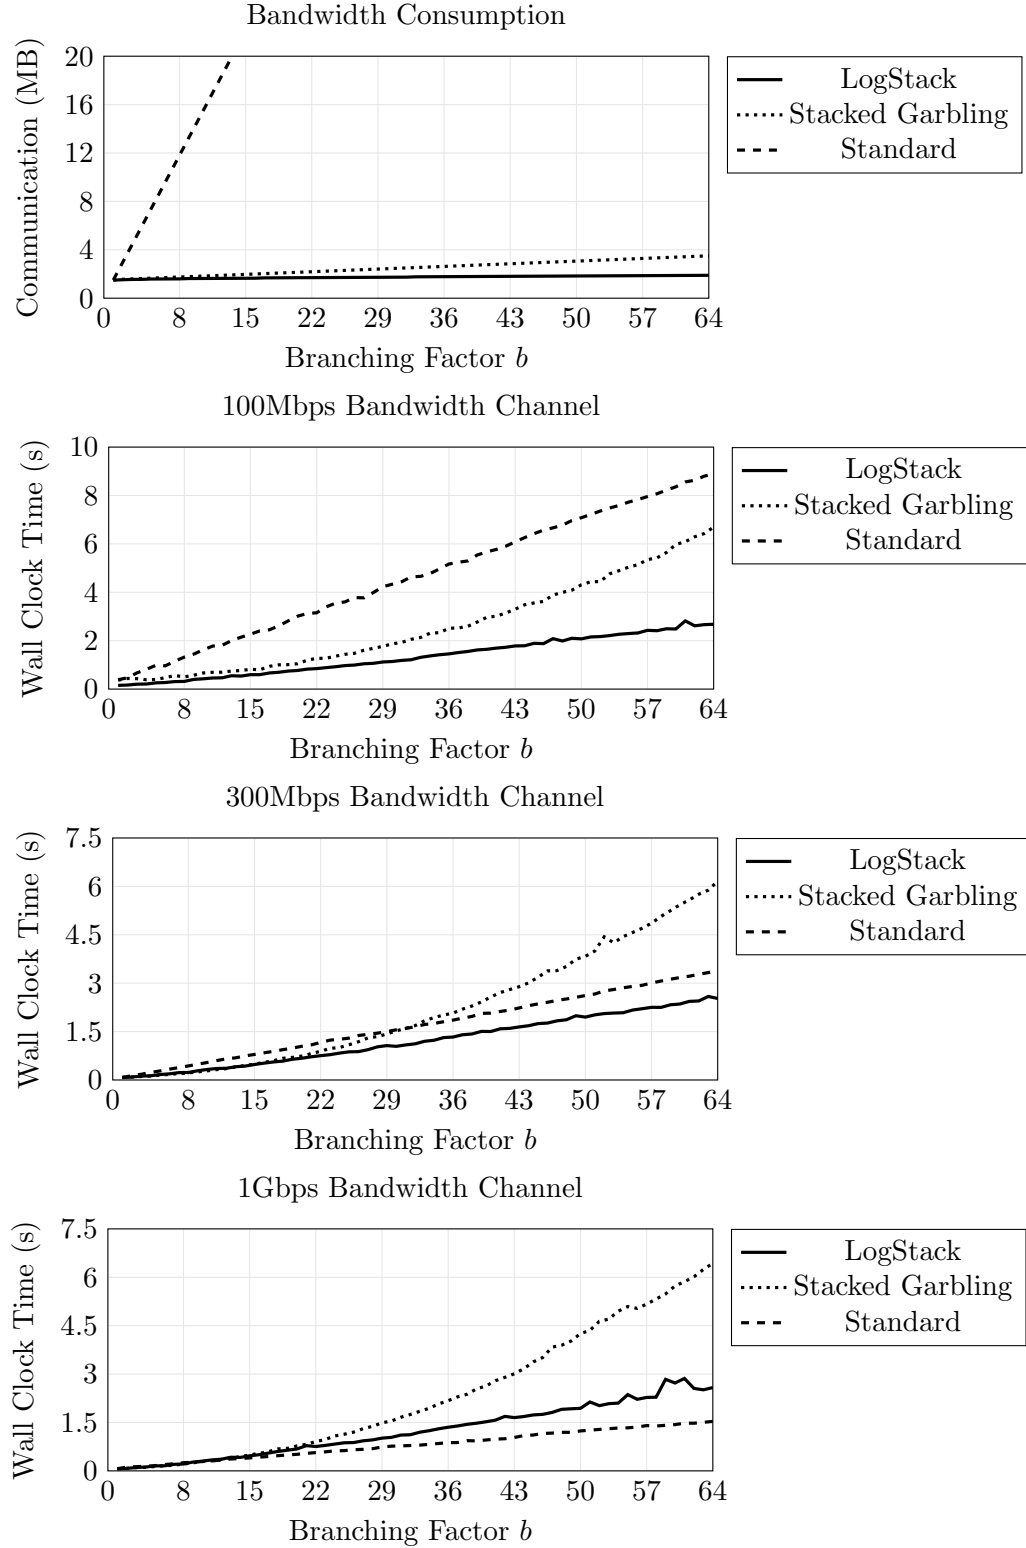 Bandwidth Consumption
Communication (MB)
20
16
12
8
4
0
0 8 15 22 29 36 43 50 57 64
Branching Factor b
LogStack
Stacked Garbling
Standard
100Mbps Bandwidth Channel
Wall Clock Time (s)
10
8
6
4
2
0
0 8 15 22 29 36 43 50 57 64
Branching Factor b
LogStack
Stacked Garbling
Standard
300Mbps Bandwidth Channel
Wall Clock Time (s)
7.5
6
4.5
3
1.5
0
0 8 15 22 29 36 43 50 57 64
Branching Factor b
LogStack
Stacked Garbling
Standard
1Gbps Bandwidth Channel
Wall Clock Time (s)
7.5
6
4.5
3
1.5
0
0 8 15 22 29 36 43 50 57 64
Branching Factor b
LogStack
Stacked Garbling
Standard